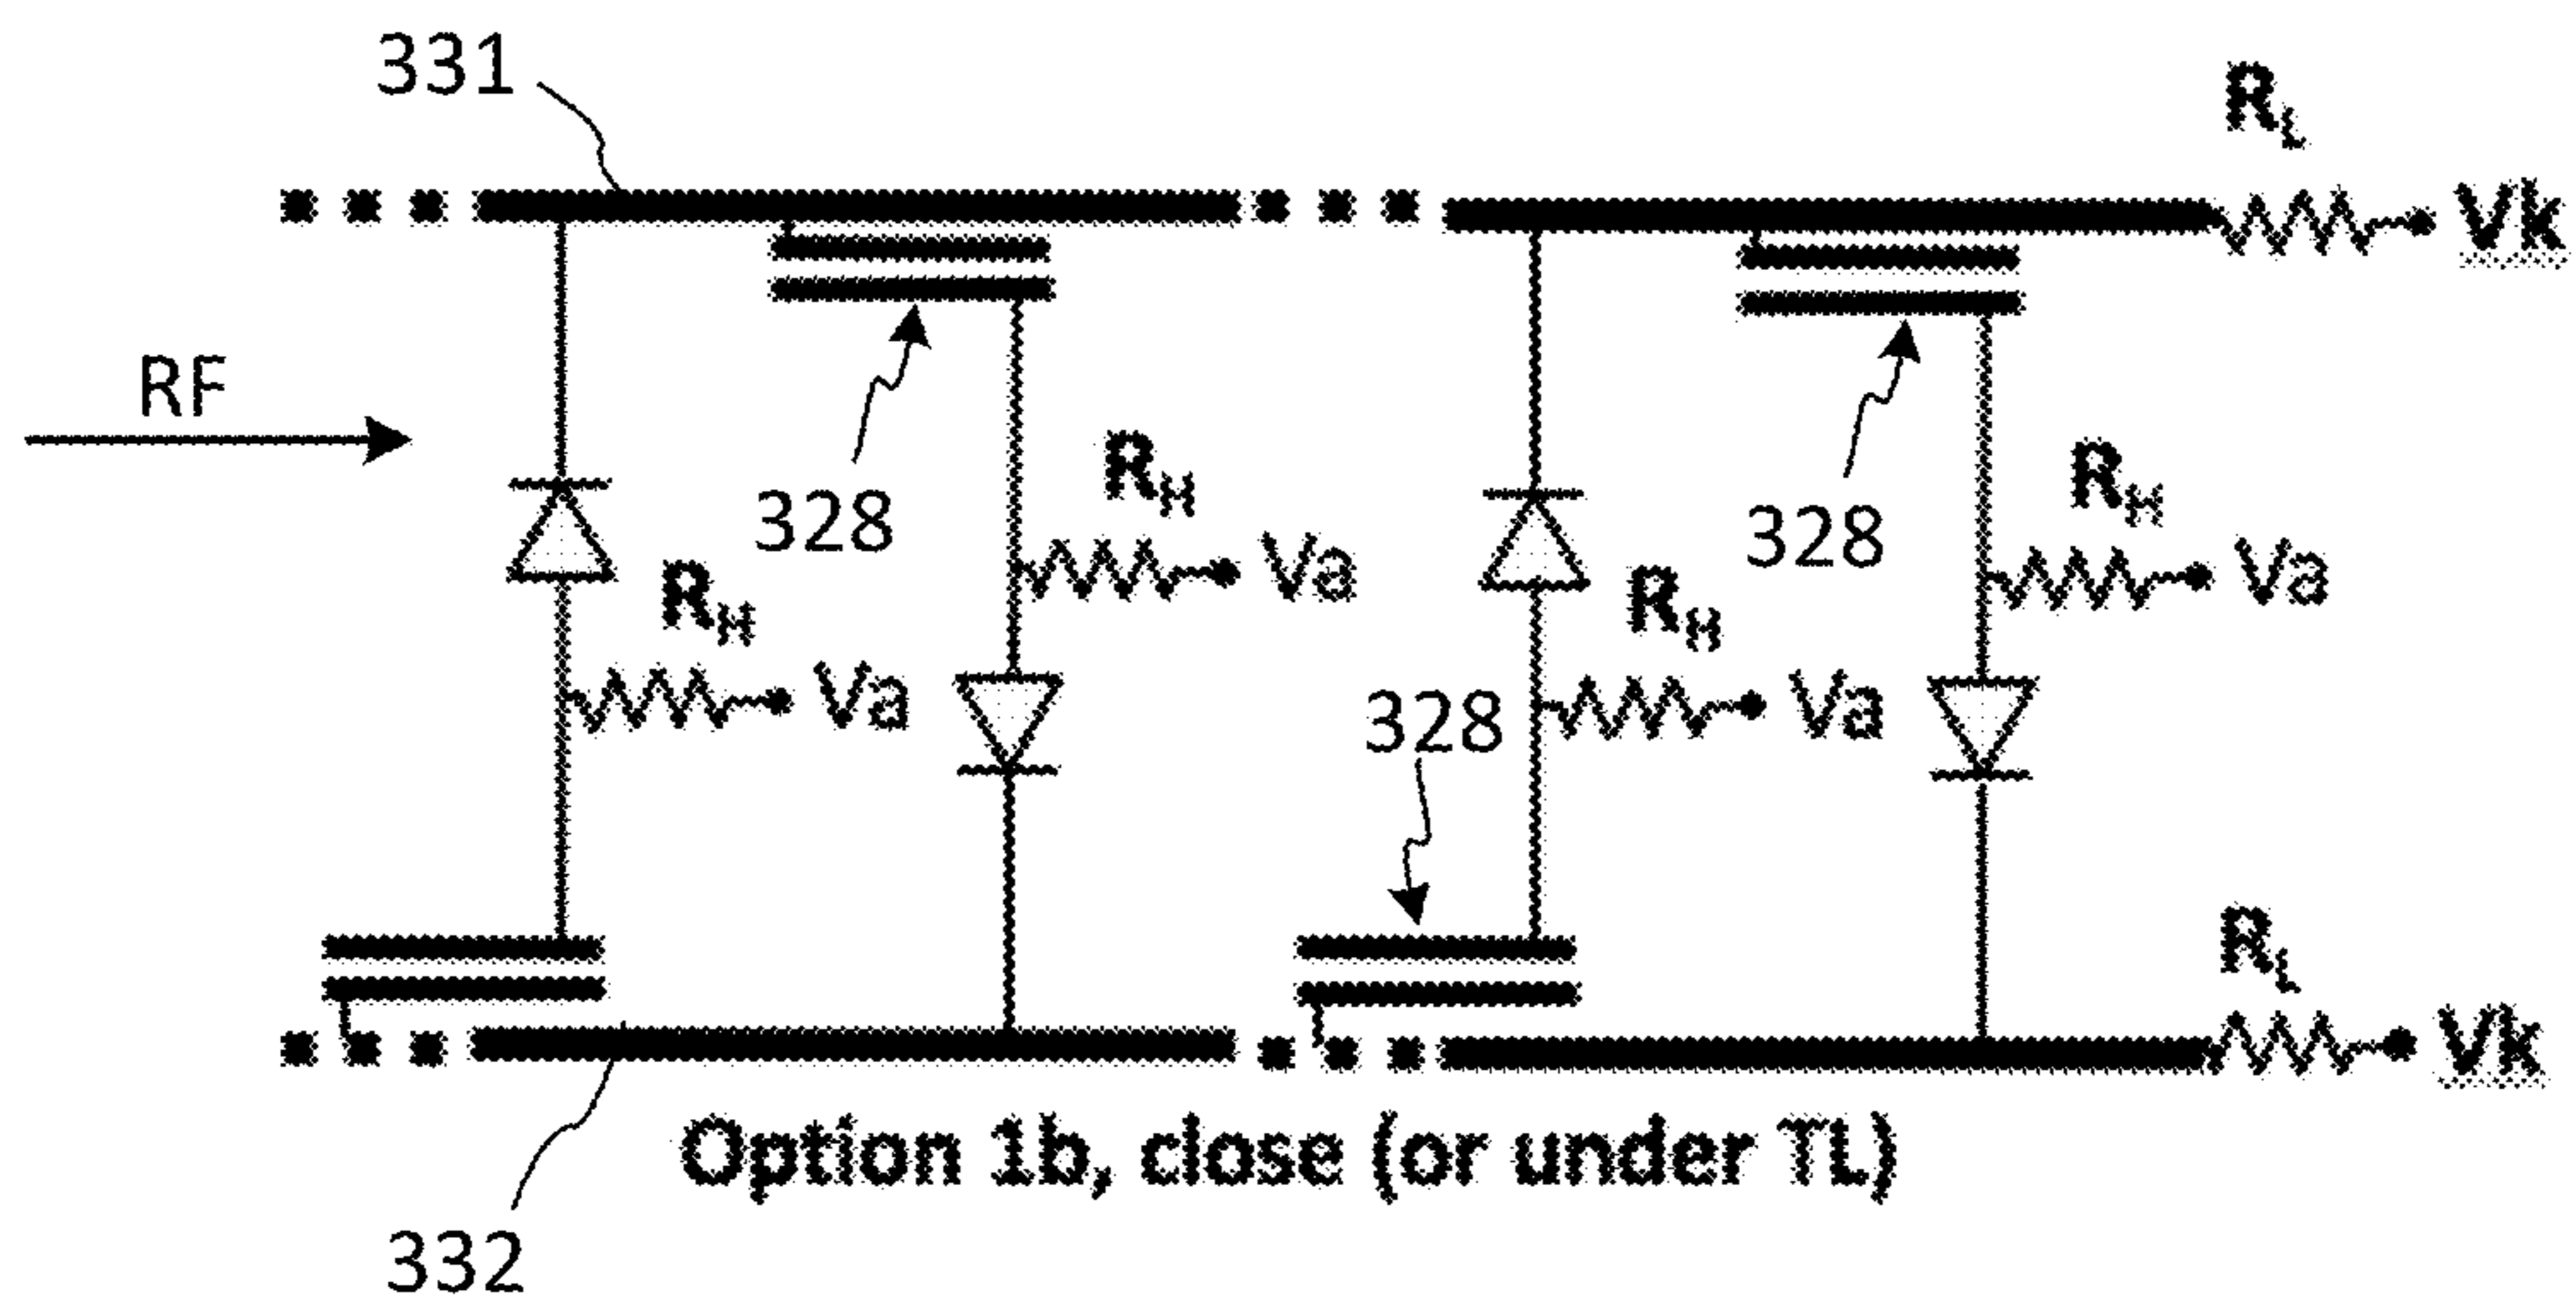 331
R_L
Vk
RF
328
R_H
Va
R_H
Va
328
R_H
Va
328
R_H
Va
R_L
Vk
Option 1b, close (or under TL)
332